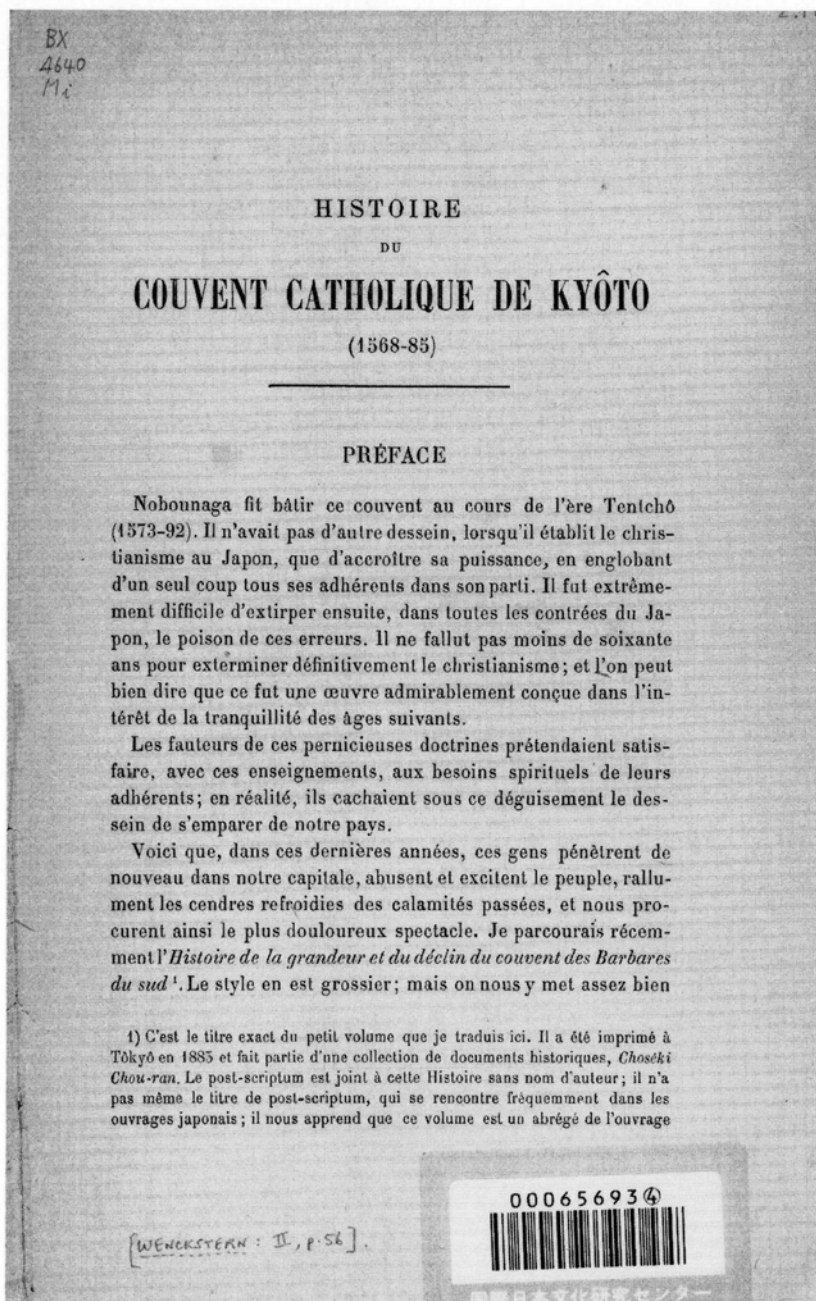 BX
4640
Mi
HISTOIRE
DU
COUVENT CATHOLIQUE DE KYÔTO
(1568-85)
PRÉFACE
Nobounaga fit bâtir ce couvent au cours de l'ère Tentchô
(1573-92). Il n'avait pas d'autre dessein, lorsqu'il établit le chris-
tianisme au Japon, que d'accroître sa puissance, en englobant
d'un seul coup tous ses adhérents dans son parti. Il fut extrême-
ment difficile d'extirper ensuite, dans toutes les contrées du Ja-
pon, le poison de ces erreurs. Il ne fallut pas moins de soixante
ans pour exterminer définitivement le christianisme; et l'on peut
bien dire que ce fut une œuvre admirablement conçue dans l'in-
térêt de la tranquillité des âges suivants.
Les fauteurs de ces pernicieuses doctrines prétendaient satis-
faire, avec ces enseignements, aux besoins spirituels de leurs
adhérents; en réalité, ils cachaient sous ce déguisement le des-
sein de s'emparer de notre pays.
Voici que, dans ces dernières années, ces gens pénètrent de
nouveau dans notre capitale, abusent et excitent le peuple, rallu-
ment les cendres refroidies des calamités passées, et nous pro-
curent ainsi le plus douloureux spectacle. Je parcourais récem-
ment l'Histoire de la grandeur et du déclin du couvent des Barbares
du sud ¹. Le style en est grossier; mais on nous y met assez bien
1) C'est le titre exact du petit volume que je traduis ici. Il a été imprimé à
Tôkyô en 1885 et fait partie d'une collection de documents historiques, Choséki
Chou-ran. Le post-scriptum est joint à cette Histoire sans nom d'auteur; il n'a
pas même le titre de post-scriptum, qui se rencontre fréquemment dans les
ouvrages japonais; il nous apprend que ce volume est un abrégé de l'ouvrage
[WENCKSTERN : II, p. 56].
00065693④
国際日本文化研究センター